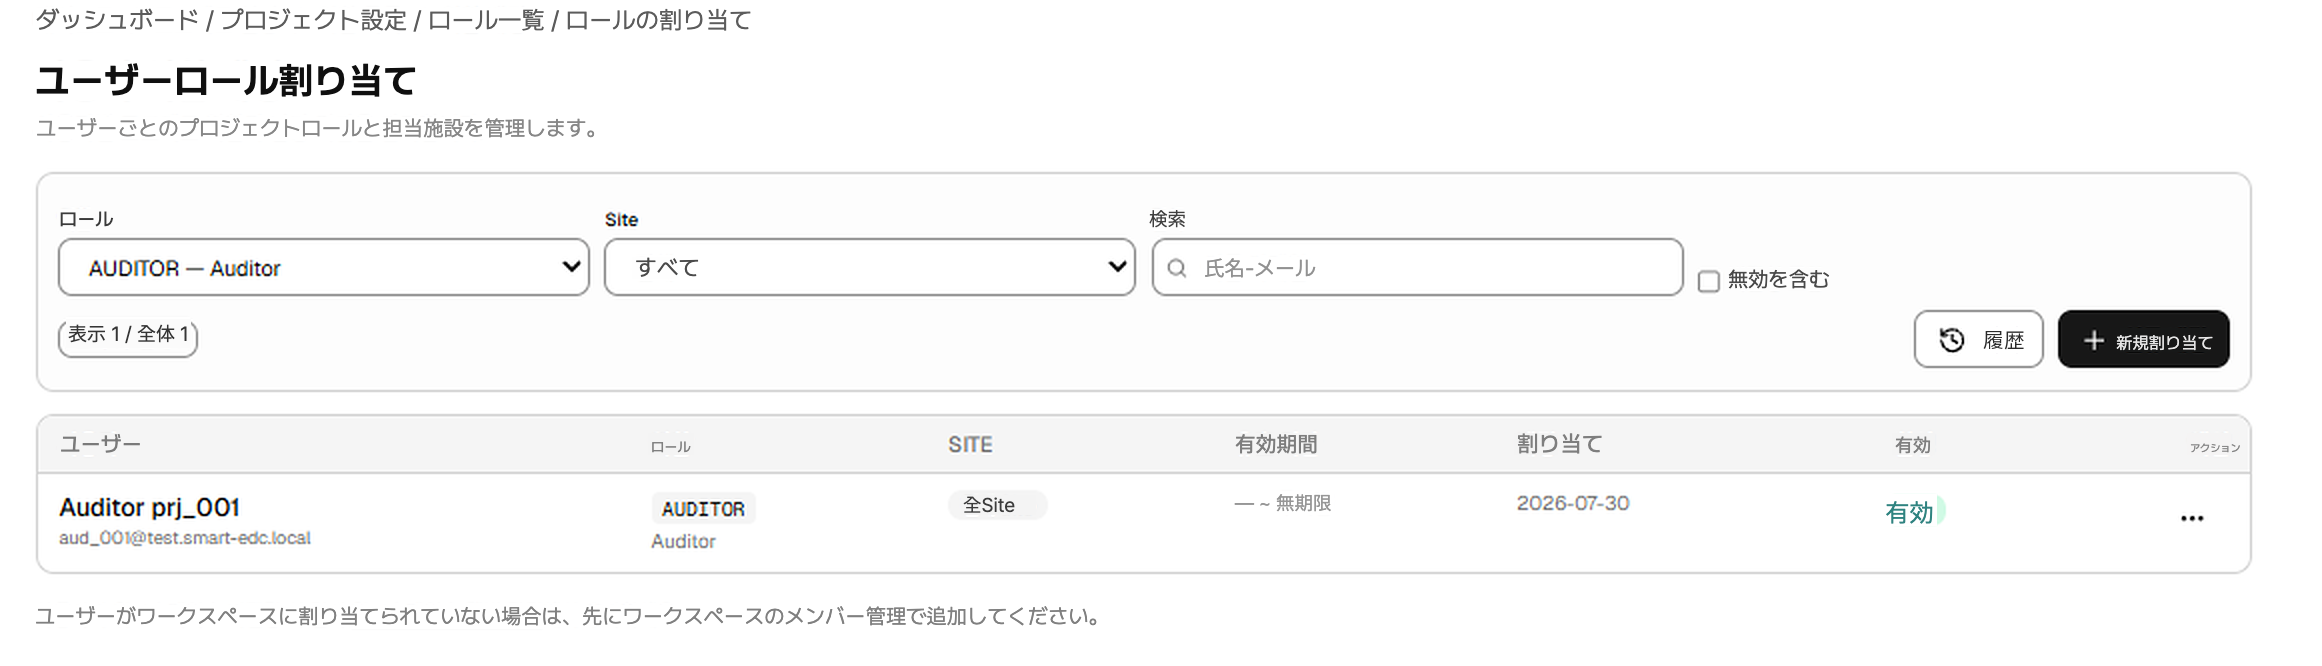 ダッシュボード / プロジェクト設定 / ロール一覧 / ロールの割り当て
ユーザーロール割り当て
ユーザーごとのプロジェクトロールと担当施設を管理します。
ロール Site 検索
AUDITOR — Auditor すべて 氏名-メール 無効を含む
表示 1 / 全体 1 履歴 + 新規割り当て
ユーザー ロール SITE 有効期間 割り当て 有効 アクション
Auditor prj_001 AUDITOR 全Site — ~ 無期限 2026-07-30 有効 ...
aud_001@test.smart-edc.local Auditor
ユーザーがワークスペースに割り当てられていない場合は、先にワークスペースのメンバー管理で追加してください。